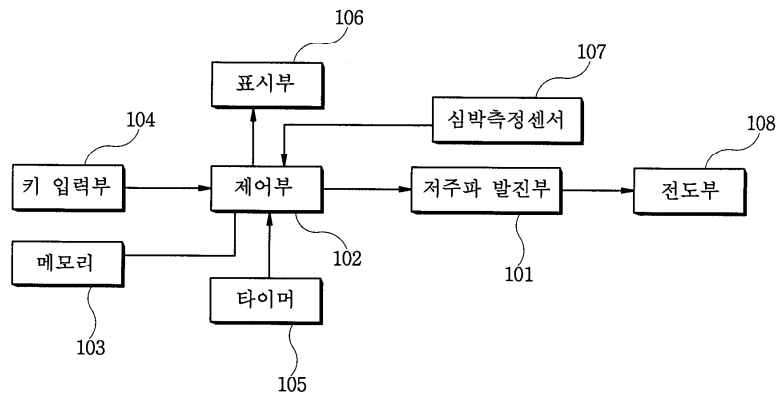 106
표시부
107
심박측정센서
104
108
키 입력부
제어부
저주파 발진부
전도부
102
101
메모리
103
타이머
105